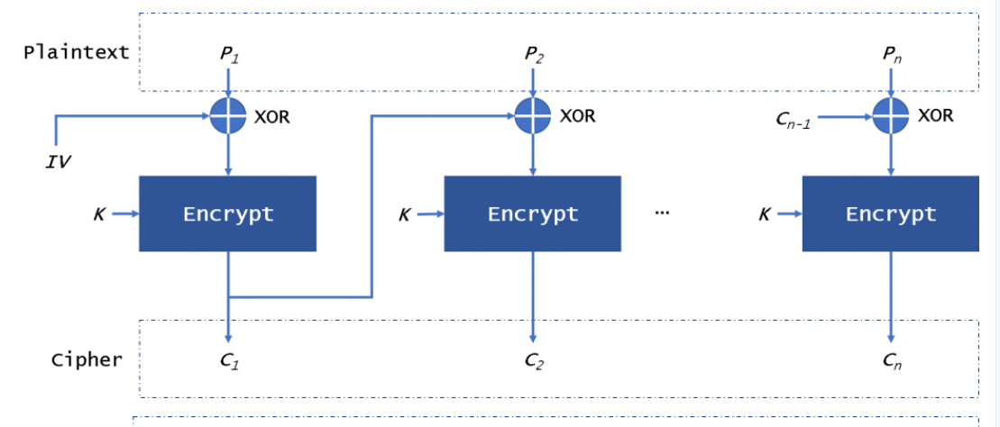 Plaintext P1 P2 Pn
XOR XOR Cn-1 XOR
IV
K Encrypt K Encrypt ... K Encrypt
Cipher C1 C2 Cn